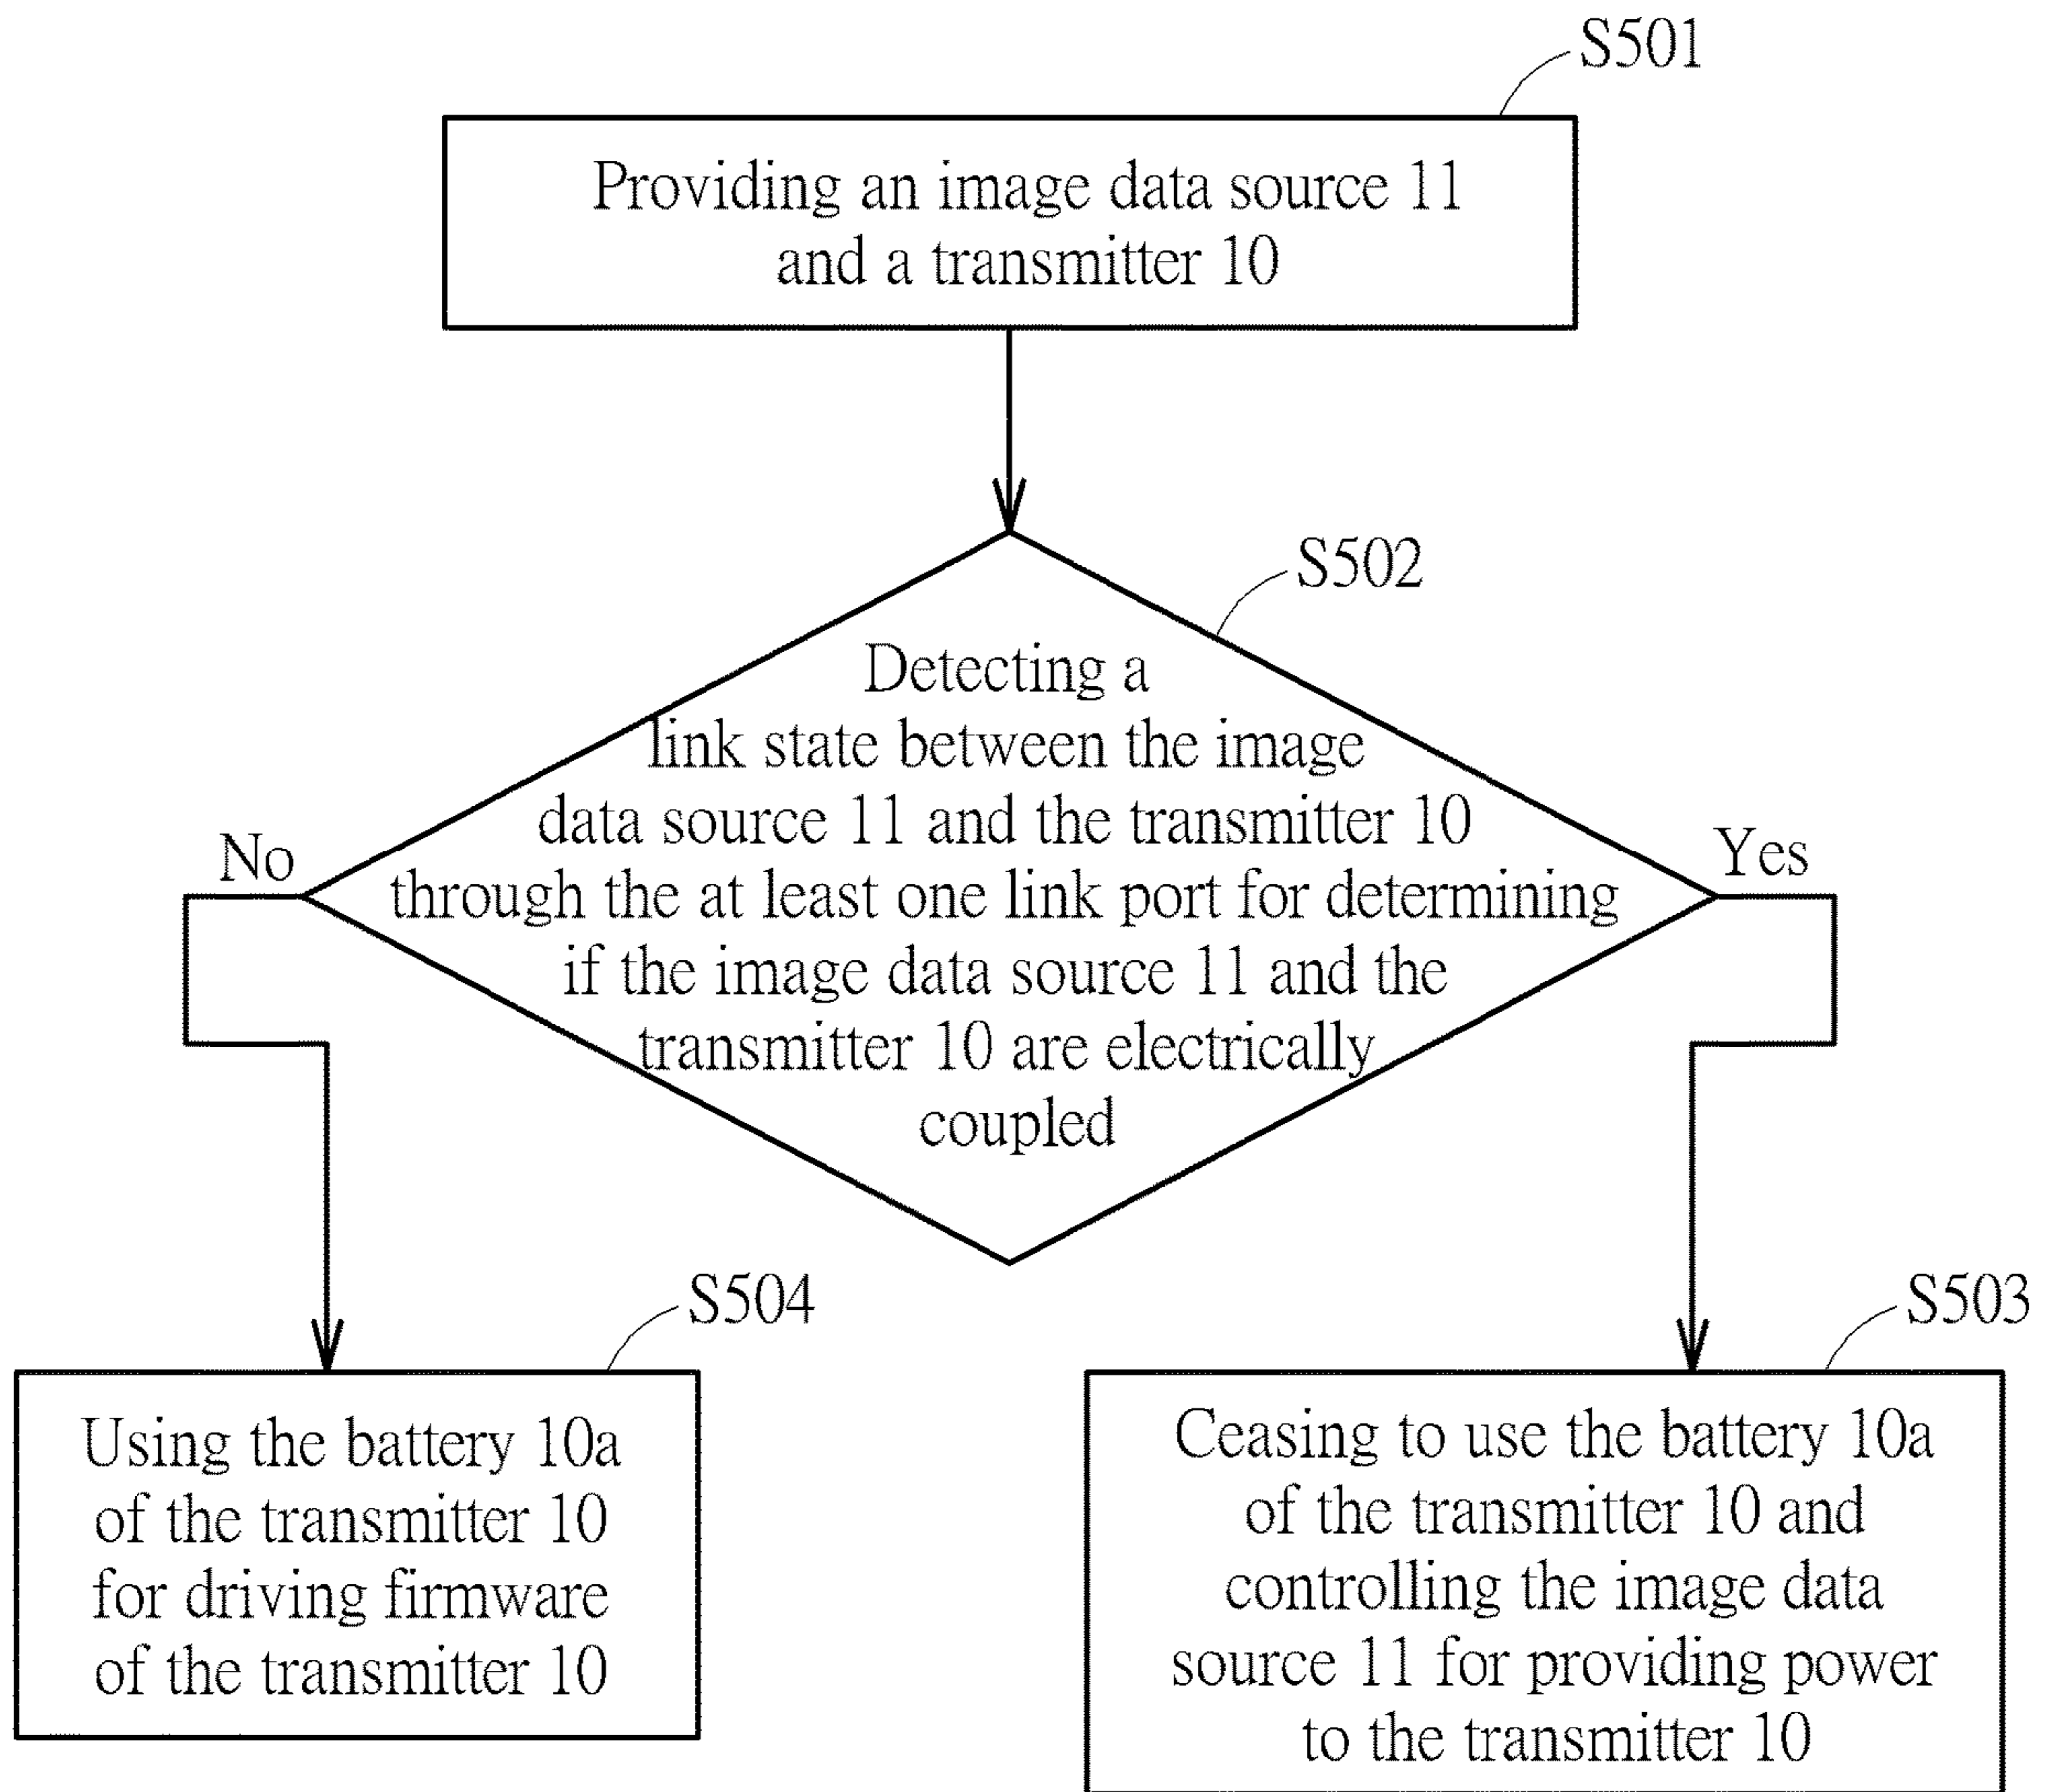 S501
Providing an image data source 11
and a transmitter 10
S502
Detecting a
link state between the image
data source 11 and the transmitter 10
through the at least one link port for determining
if the image data source 11 and the
transmitter 10 are electrically
coupled
No
Yes
S504
Using the battery 10a
of the transmitter 10
for driving firmware
of the transmitter 10
S503
Ceasing to use the battery 10a
of the transmitter 10 and
controlling the image data
source 11 for providing power
to the transmitter 10